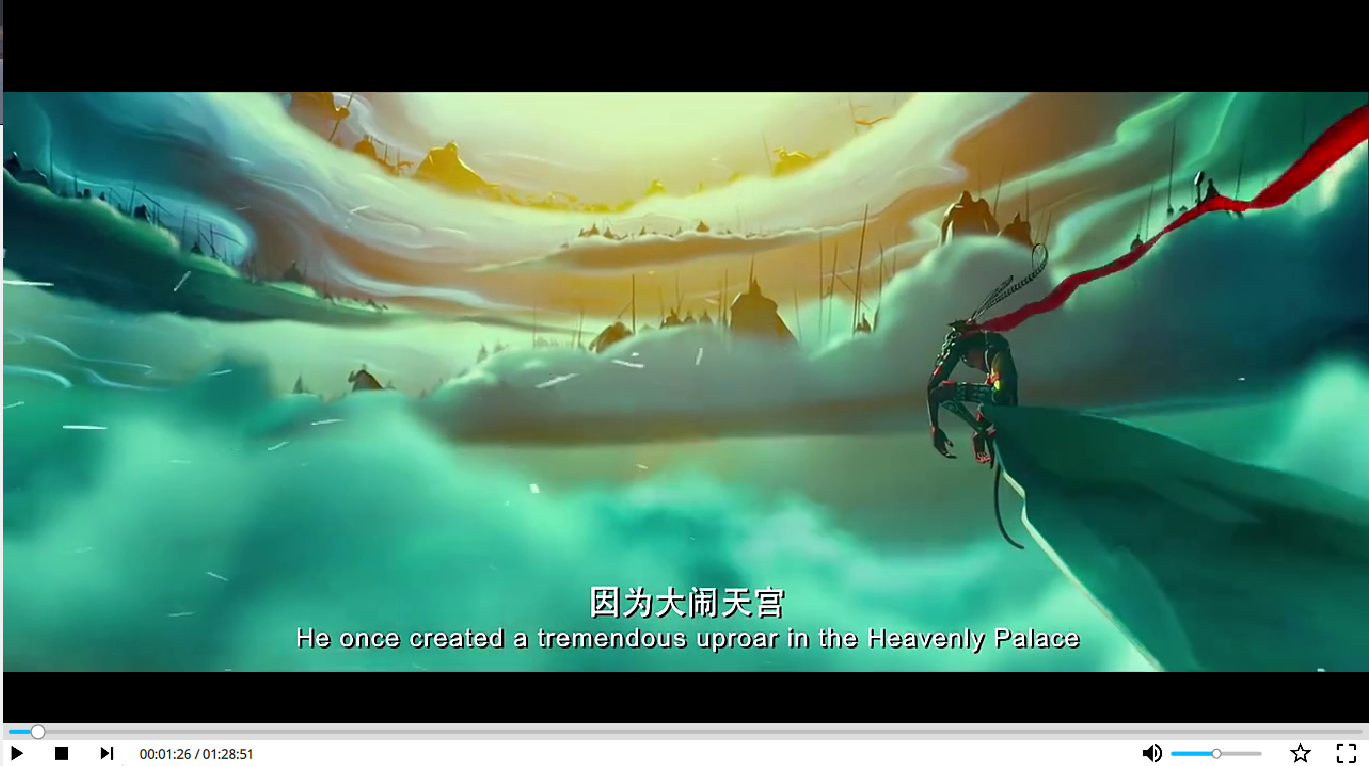 因为大闹天宫
He once created a tremendous uproar in the Heavenly Palace
00:01:26 / 01:28:51